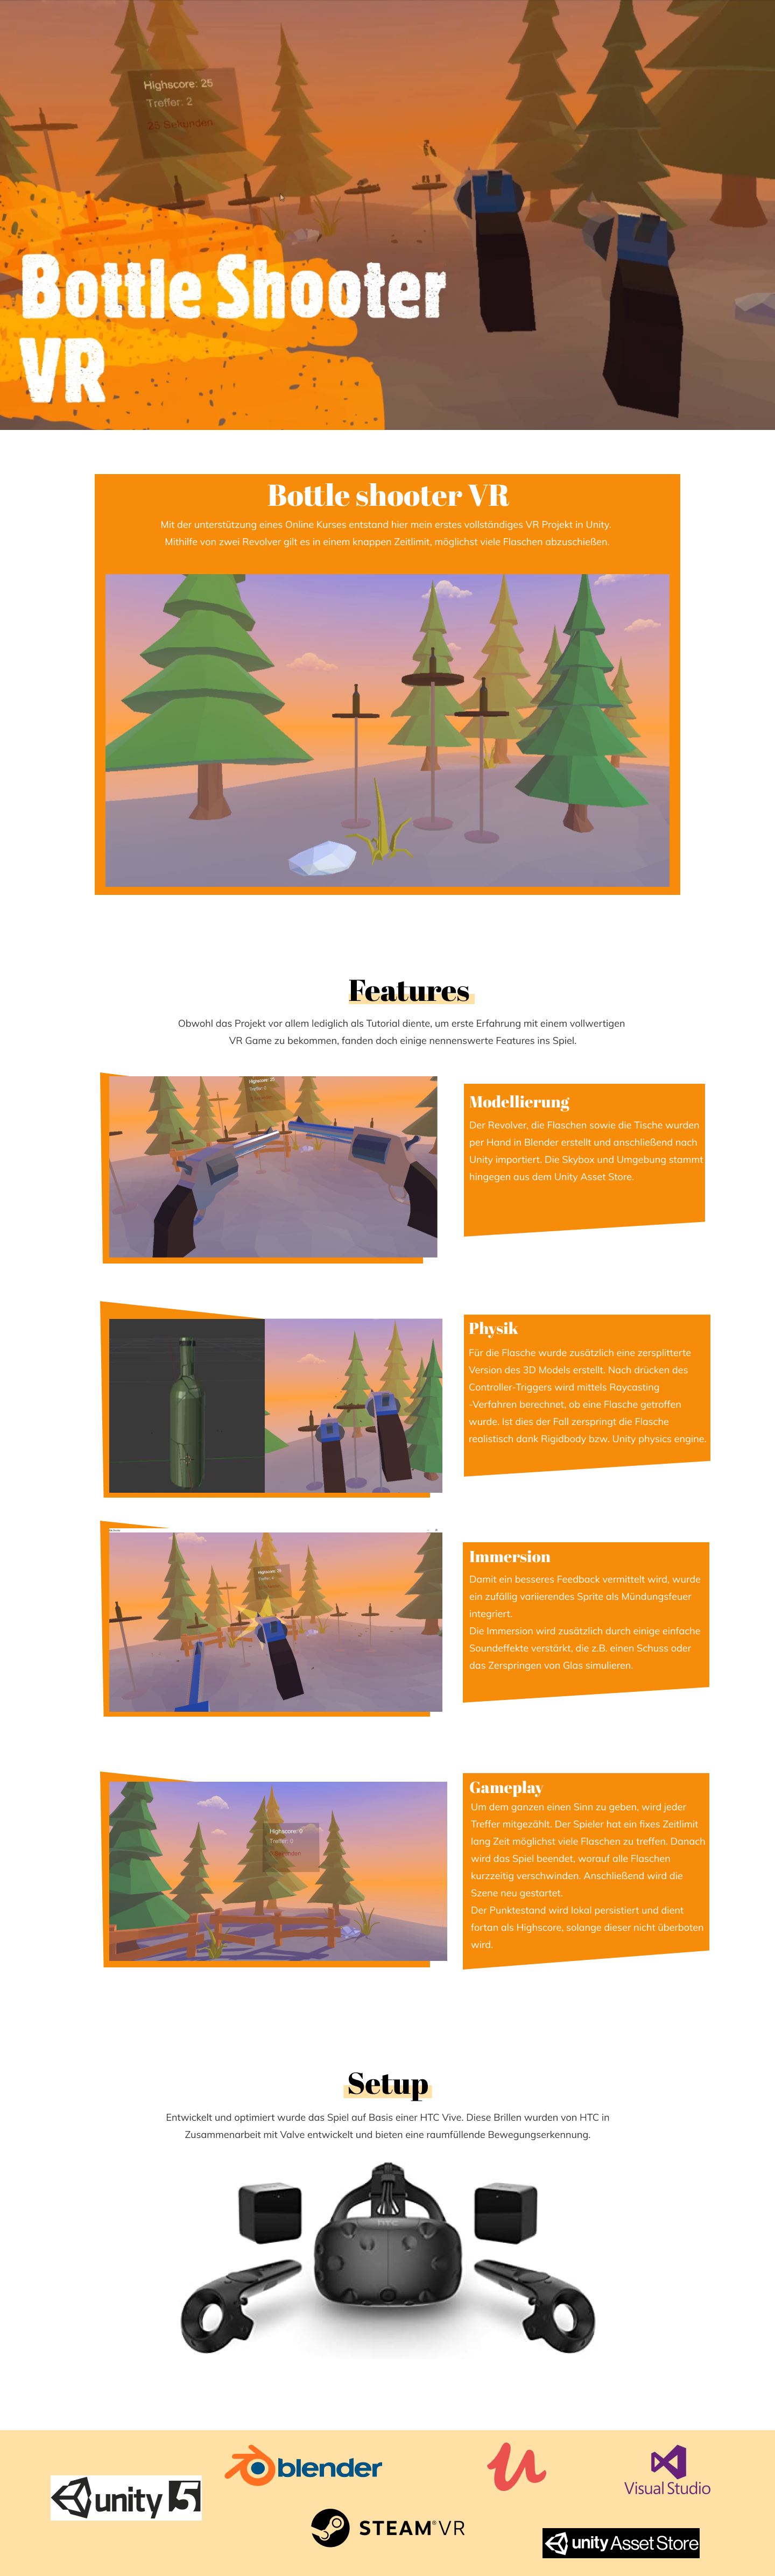 Highscore: 25
Treffer: 2
25 Sekunden
Bottle Shooter
VR
Bottle shooter VR
Mit der unterstützung eines Online Kurses entstand hier mein erstes vollständiges VR Projekt in Unity.
Mithilfe von zwei Revolver gilt es in einem knappen Zeitlimit, möglichst viele Flaschen abzuschießen.
Features
Obwohl das Projekt vor allem lediglich als Tutorial diente, um erste Erfahrung mit einem vollwertigen
VR Game zu bekommen, fanden doch einige nennenswerte Features ins Spiel.
Highscore: 25
Modellierung
Der Revolver, die Flaschen sowie die Tische wurden
per Hand in Blender erstellt und anschließend nach
Unity importiert. Die Skybox und Umgebung stammt
hingegen aus dem Unity Asset Store.
Physik
Für die Flasche wurde zusätzlich eine zersplitterte
Version des 3D Models erstellt. Nach drücken des
Controller-Triggers wird mittels Raycasting
-Verfahren berechnet, ob eine Flasche getroffen
wurde. Ist dies der Fall zerspringt die Flasche
realistisch dank Rigidbody bzw. Unity physics engine.
Immersion
Damit ein besseres Feedback vermittelt wird, wurde
ein zufällig variierendes Sprite als Mündungsfeuer
integriert.
Die Immersion wird zusätzlich durch einige einfache
Soundeffekte verstärkt, die z.B. einen Schuss oder
das Zerspringen von Glas simulieren.
Highscore: 0
Treffer: 0
Gameplay
Um dem ganzen einen Sinn zu geben, wird jeder
Treffer mitgezählt. Der Spieler hat ein fixes Zeitlimit
lang Zeit möglichst viele Flaschen zu treffen. Danach
wird das Spiel beendet, worauf alle Flaschen
kurzzeitig verschwinden. Anschließend wird die
Szene neu gestartet.
Der Punktestand wird lokal persistiert und dient
fortan als Highscore, solange dieser nicht überboten
wird.
Setup
Entwickelt und optimiert wurde das Spiel auf Basis einer HTC Vive. Diese Brillen wurden von HTC in
Zusammenarbeit mit Valve entwickelt und bieten eine raumfüllende Bewegungserkennung.
HTC
blender
unity 5
Visual Studio
STEAM®VR
unity Asset Store